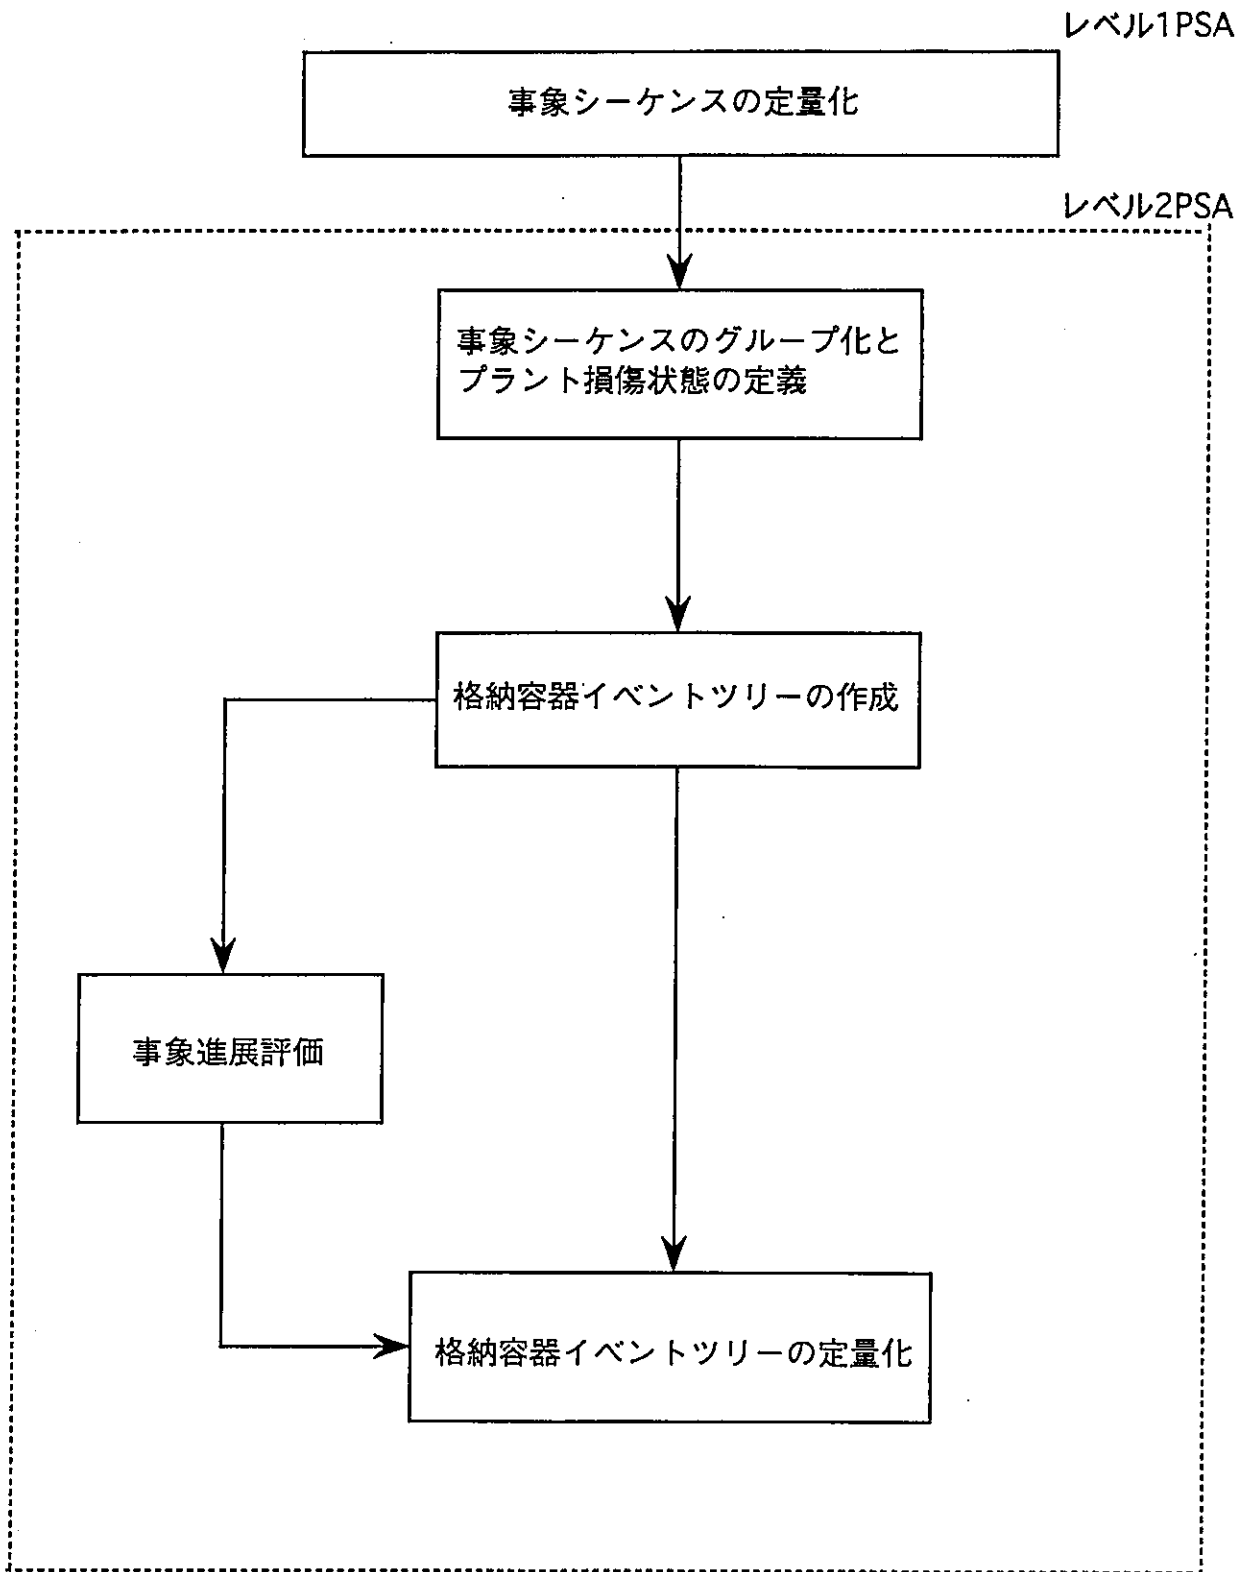 レベル1PSA
事象シーケンスの定量化
レベル2PSA
事象シーケンスのグループ化と
プラント損傷状態の定義
格納容器イベントツリーの作成
事象進展評価
格納容器イベントツリーの定量化